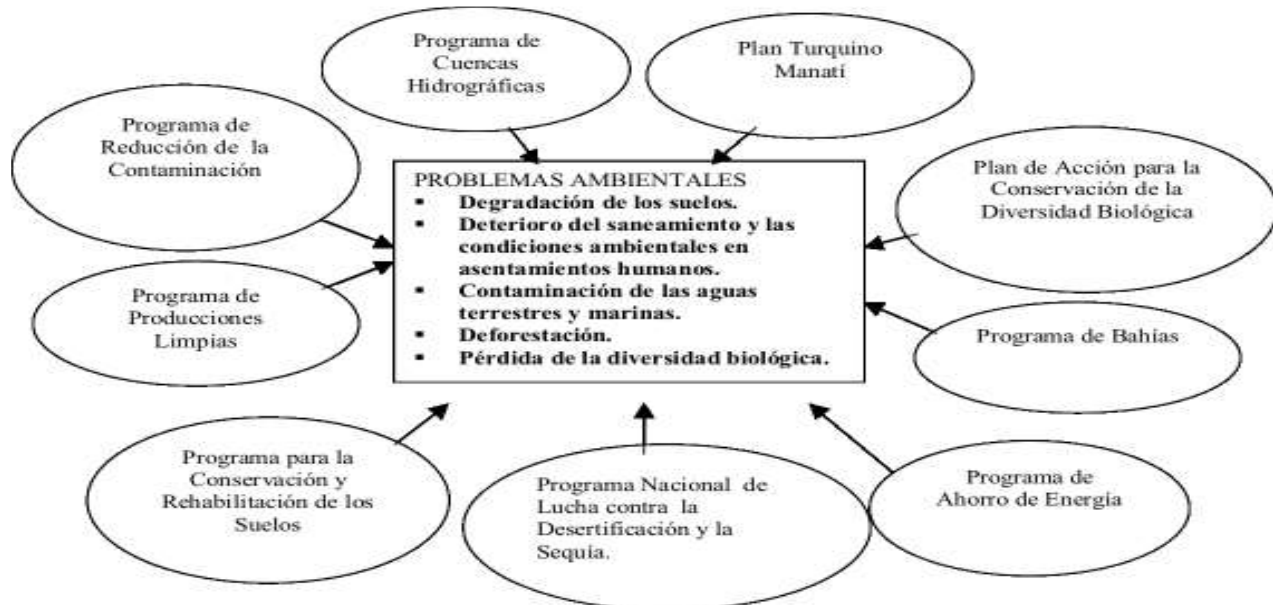 Programa de
Cuencas
Hidrográficas
Plan Turquino
Manatí
Programa de
Reducción de la
Contaminación
PROBLEMAS AMBIENTALES
▪ Degradación de los suelos.
▪ Deterioro del saneamiento y las
condiciones ambientales en
asentamientos humanos.
▪ Contaminación de las aguas
terrestres y marinas.
▪ Deforestación.
▪ Pérdida de la diversidad biológica.
Plan de Acción para la
Conservación de la
Diversidad Biológica
Programa de
Producciones
Limpias
Programa de Bahías
Programa para la
Conservación y
Rehabilitación de los
Suelos
Programa Nacional de
Lucha contra la
Desertificación y la
Sequía.
Programa de
Ahorro de Energía